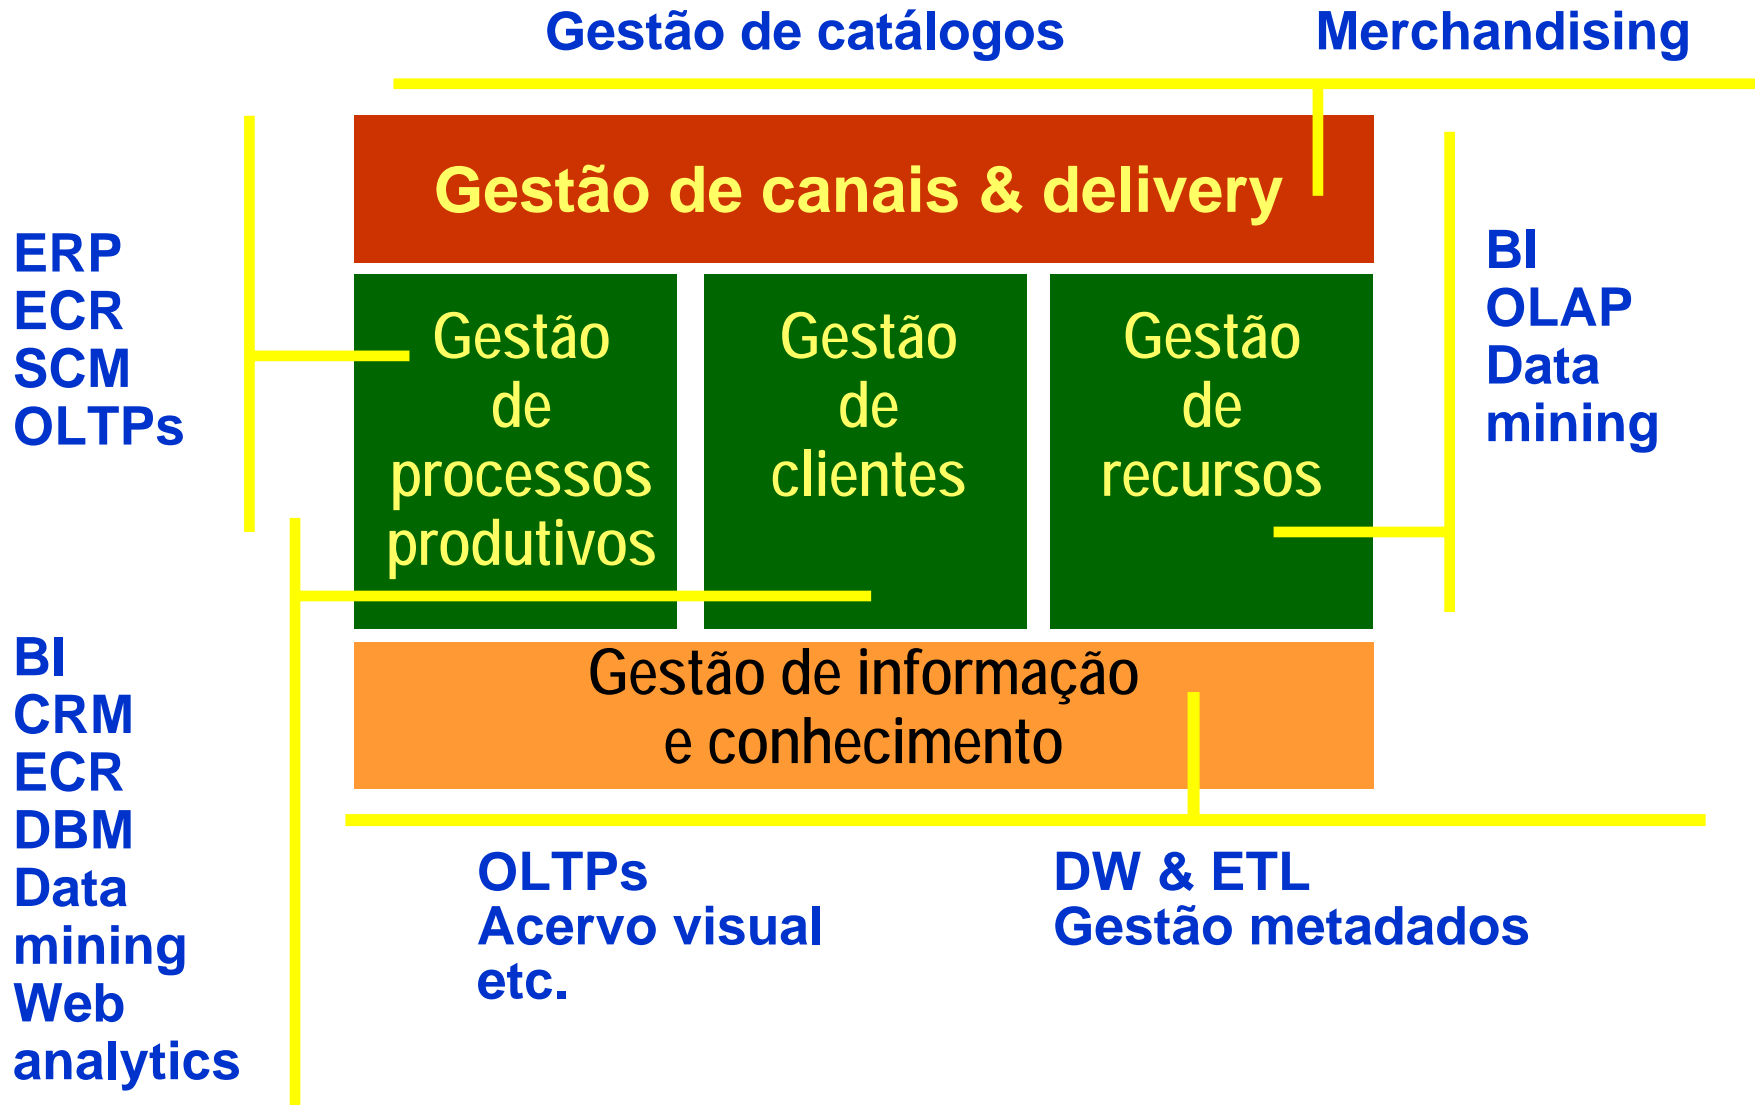 Gestão de catálogos
Merchandising
Gestão de canais & delivery
ERP
ECR
SCM
OLTPs
Gestão
de
processos
produtivos
Gestão
de
clientes
Gestão
de
recursos
BI
OLAP
Data
mining
BI
CRM
ECR
DBM
Data
mining
Web
analytics
Gestão de informação
e conhecimento
OLTPs
Acervo visual
etc.
DW & ETL
Gestão metadados